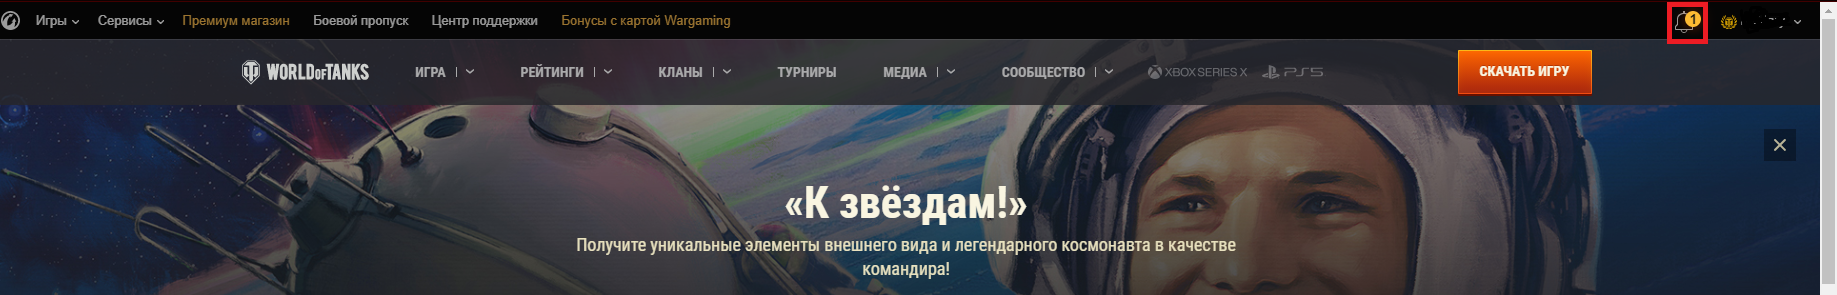 Игры Сервисы Премиум магазин Боевой пропуск Центр поддержки Бонусы с картой Wargaming 1
WORLD OF TANKS ИГРА РЕЙТИНГИ КЛАНЫ ТУРНИРЫ МЕДИА СООБЩЕСТВО XBOX SERIES X PS5 СКАЧАТЬ ИГРУ
«К звёздам!»
Получите уникальные элементы внешнего вида и легендарного космонавта в качестве
командира!